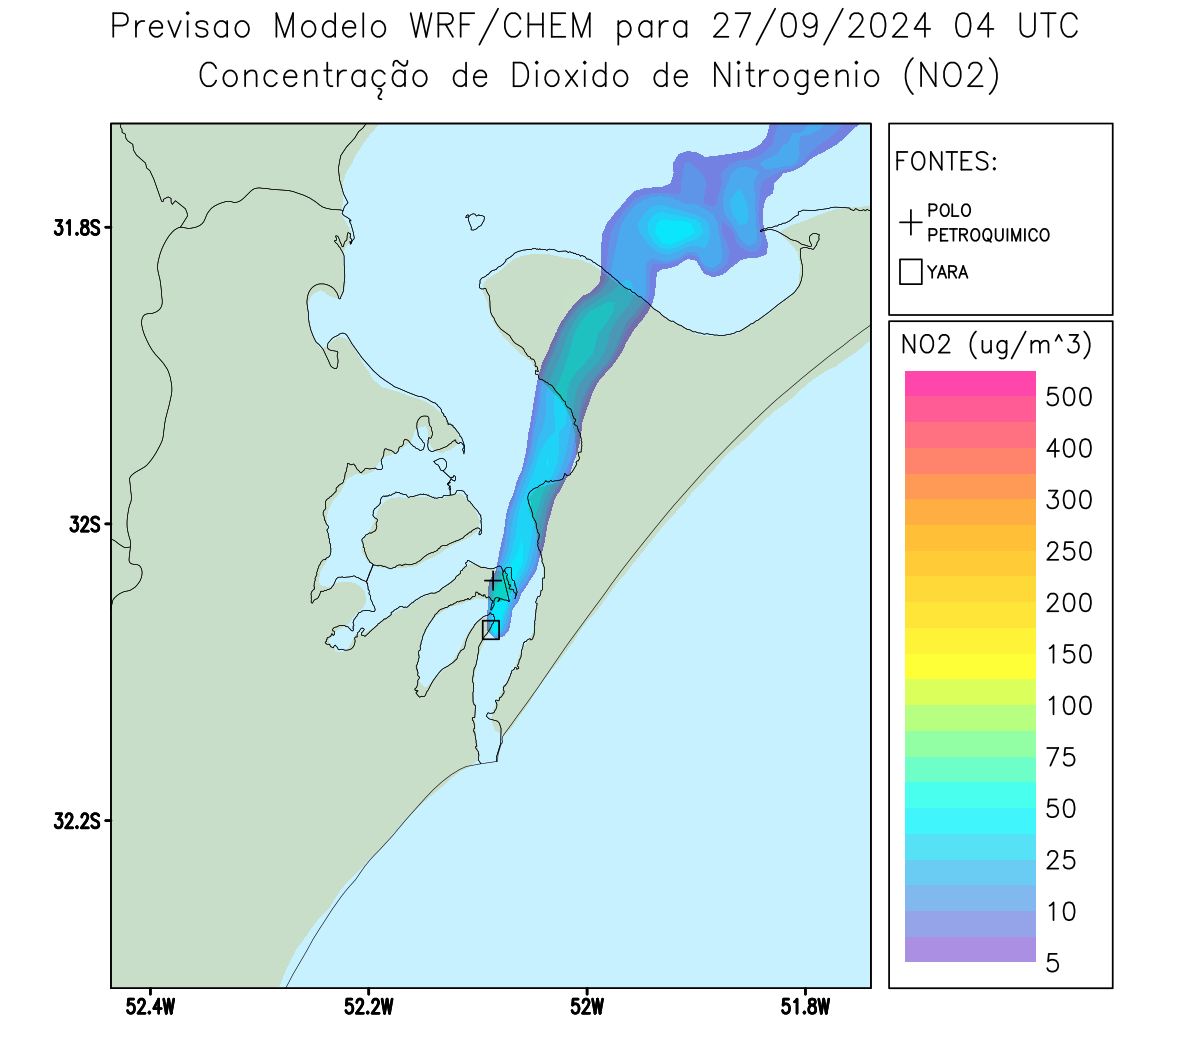 Previsao Modelo WRF/CHEM para 27/09/2024 04 UTC
Concentração de Dioxido de Nitrogenio (NO2)
FONTES:
POLO
PETROQUIMICO
YARA
NO2 (ug/m^3)
500
400
300
250
200
150
100
75
50
25
10
5
31.8S
32S
32.2S
52.4W
52.2W
52W
51.8W